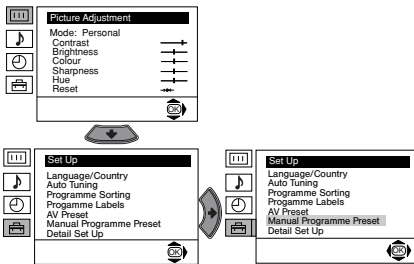 Picture Adjustment
Mode: Personal
Contrast
Brightness
Colour
Sharpness
Hue
Reset
OK
Set Up
Language/Country
Auto Tuning
Programme Sorting
Progamme Labels
AV Preset
Manual Programme Preset
Detail Set Up
OK
Set Up
Language/Country
Auto Tuning
Programme Sorting
Progamme Labels
AV Preset
Manual Programme Preset
Detail Set Up
OK